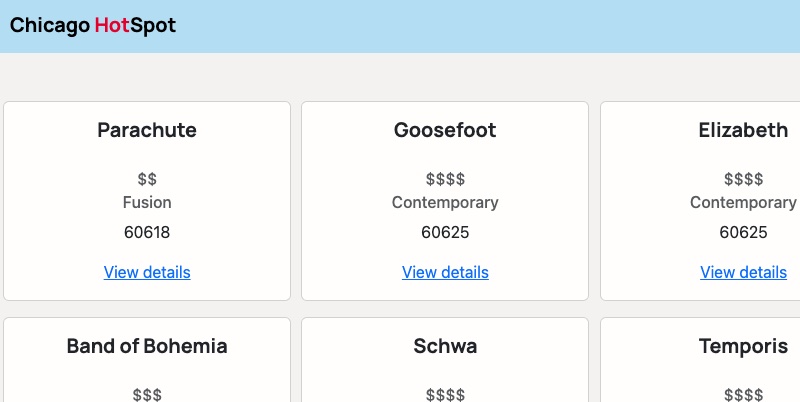 Chicago HotSpot
Parachute
$$
Fusion
60618
View details
Goosefoot
$$$$
Contemporary
60625
View details
Elizabeth
$$$$
Contemporary
60625
View details
Band of Bohemia
$$$
Schwa
$$$$
Temporis
$$$$